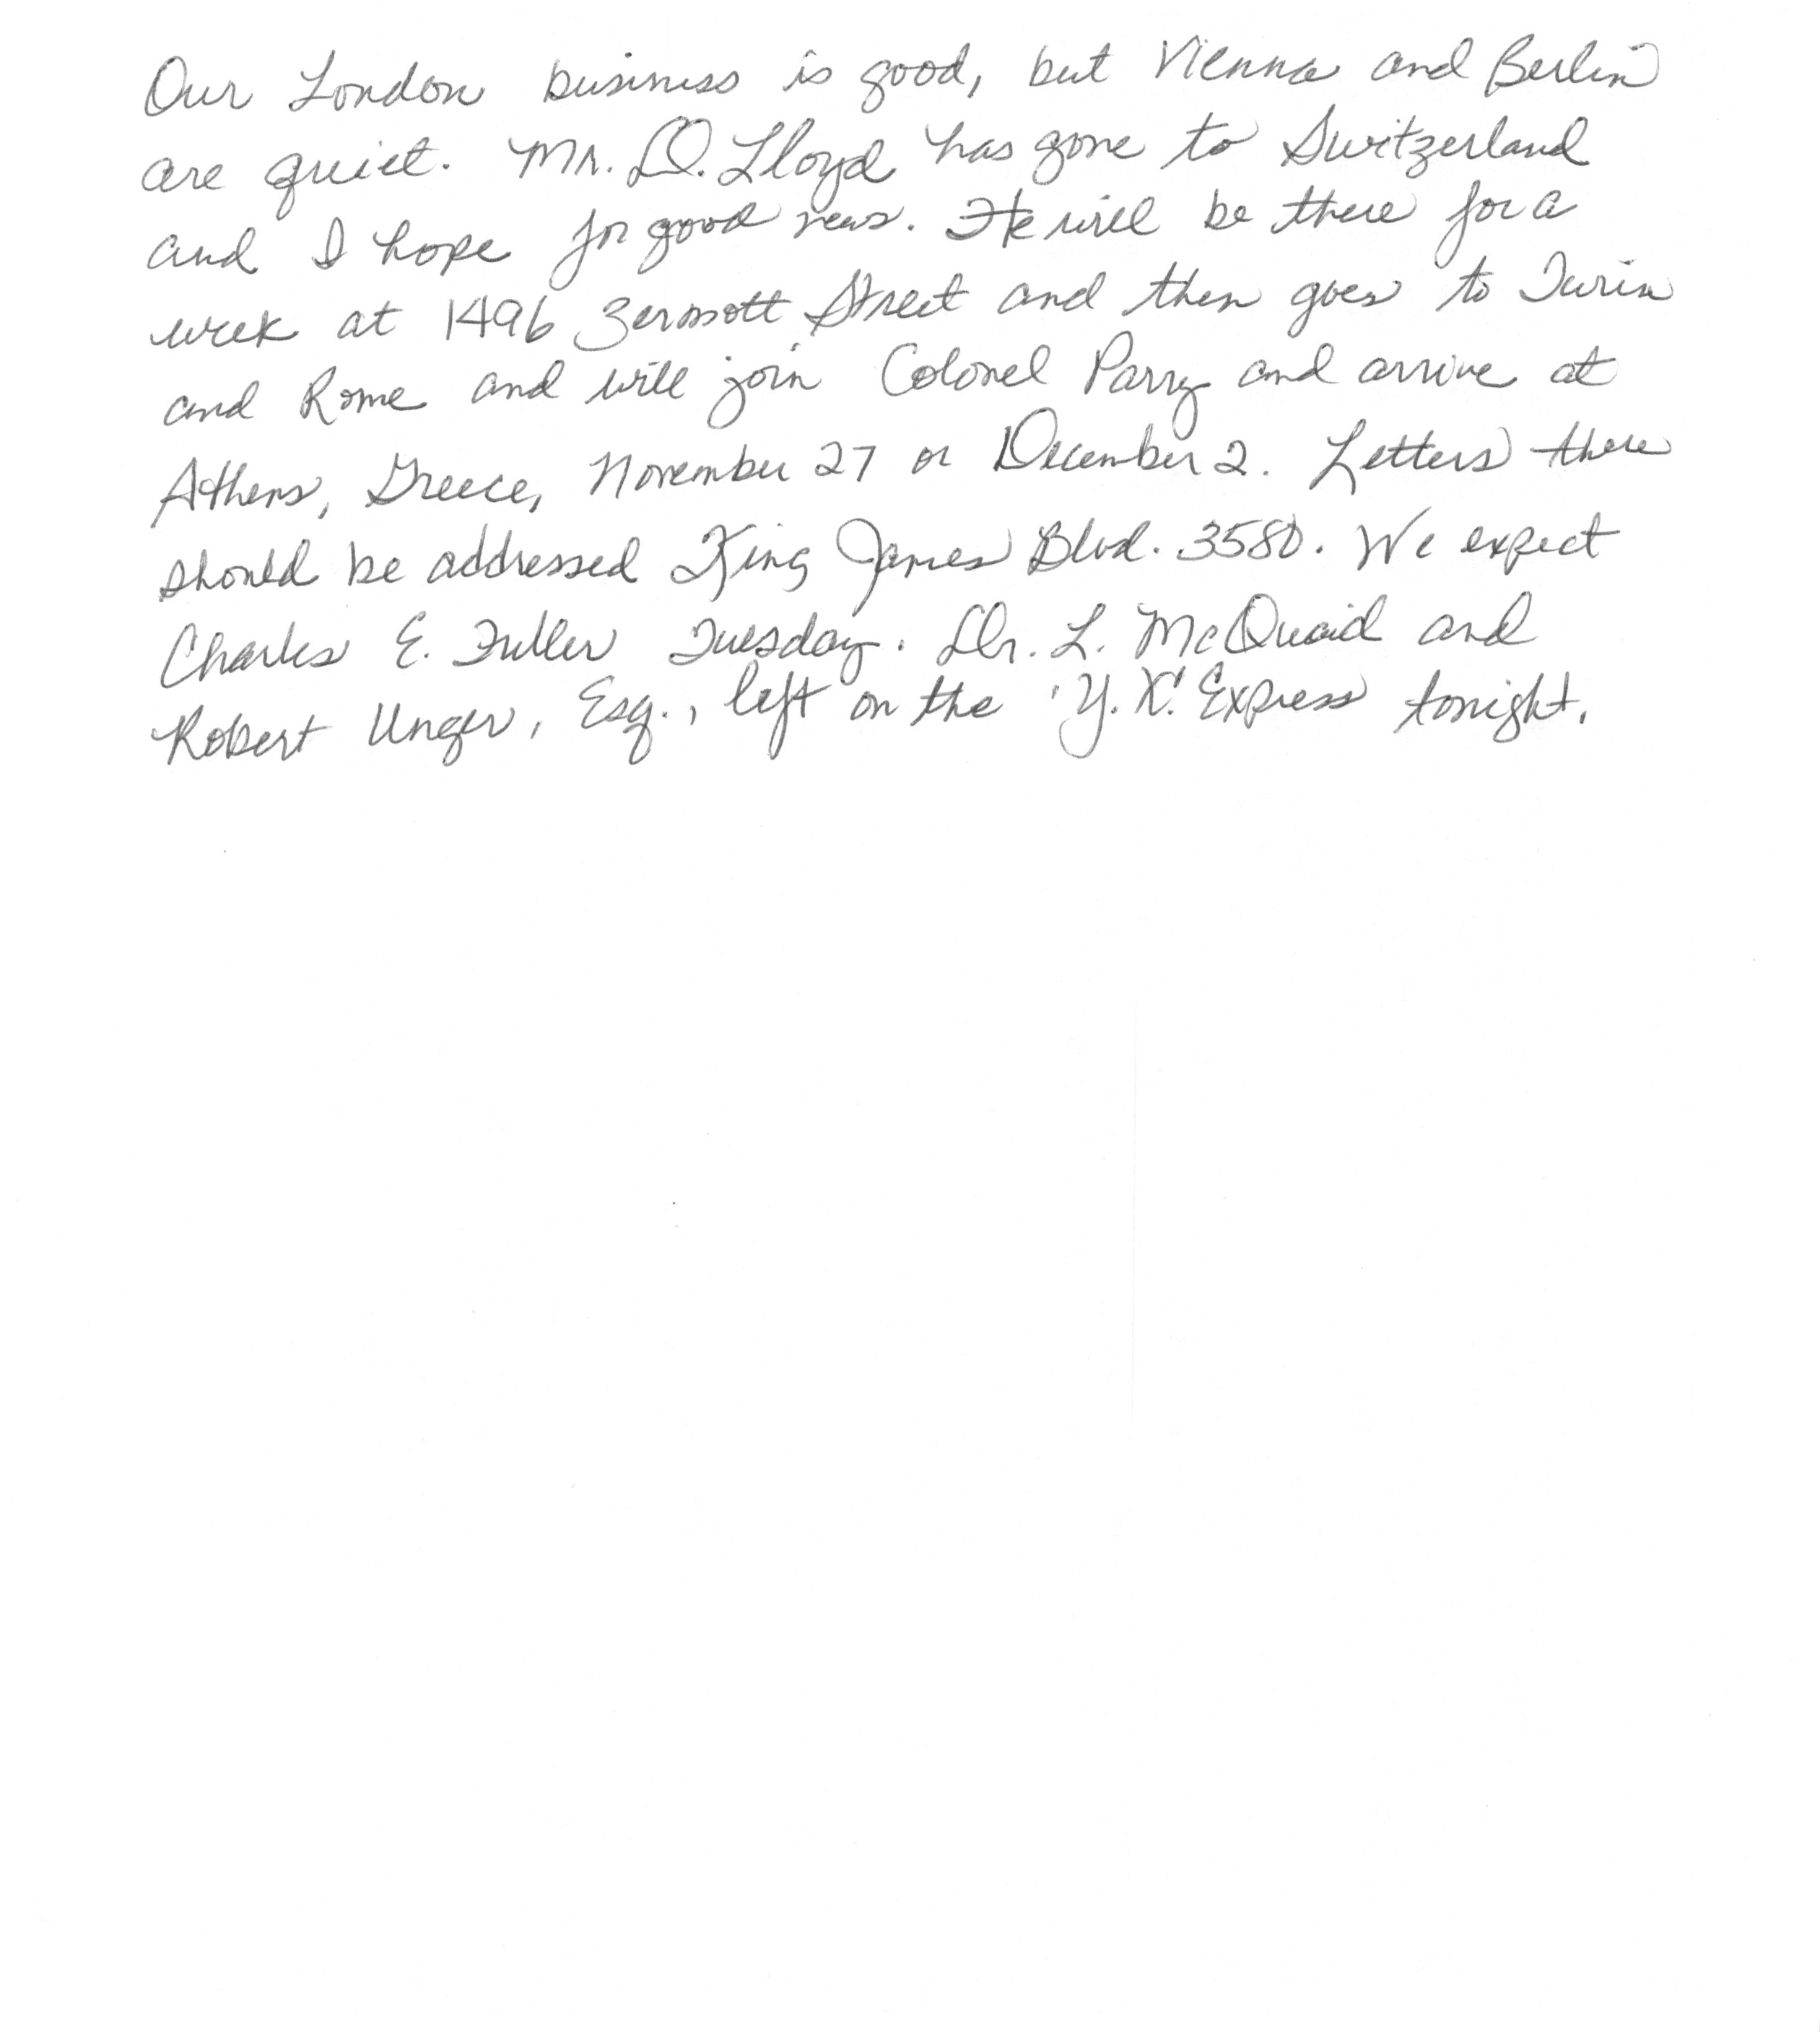 Our London business is good, but Vienna and Berlin
are quiet. Mr. D. Lloyd has gone to Switzerland
and I hope for good news. He will be there for a
week at 1496 Zermott Street and then goes to Turin
and Rome and will join Colonel Parry and arrive at
Athens, Greece, November 27 or December 2. Letters there
should be addressed King James Blvd. 3580. We expect
Charles E. Fuller Tuesday. Dr. L. McQuaid and
Robert Unger, Esq., left on the 'Y.X.' Express tonight.